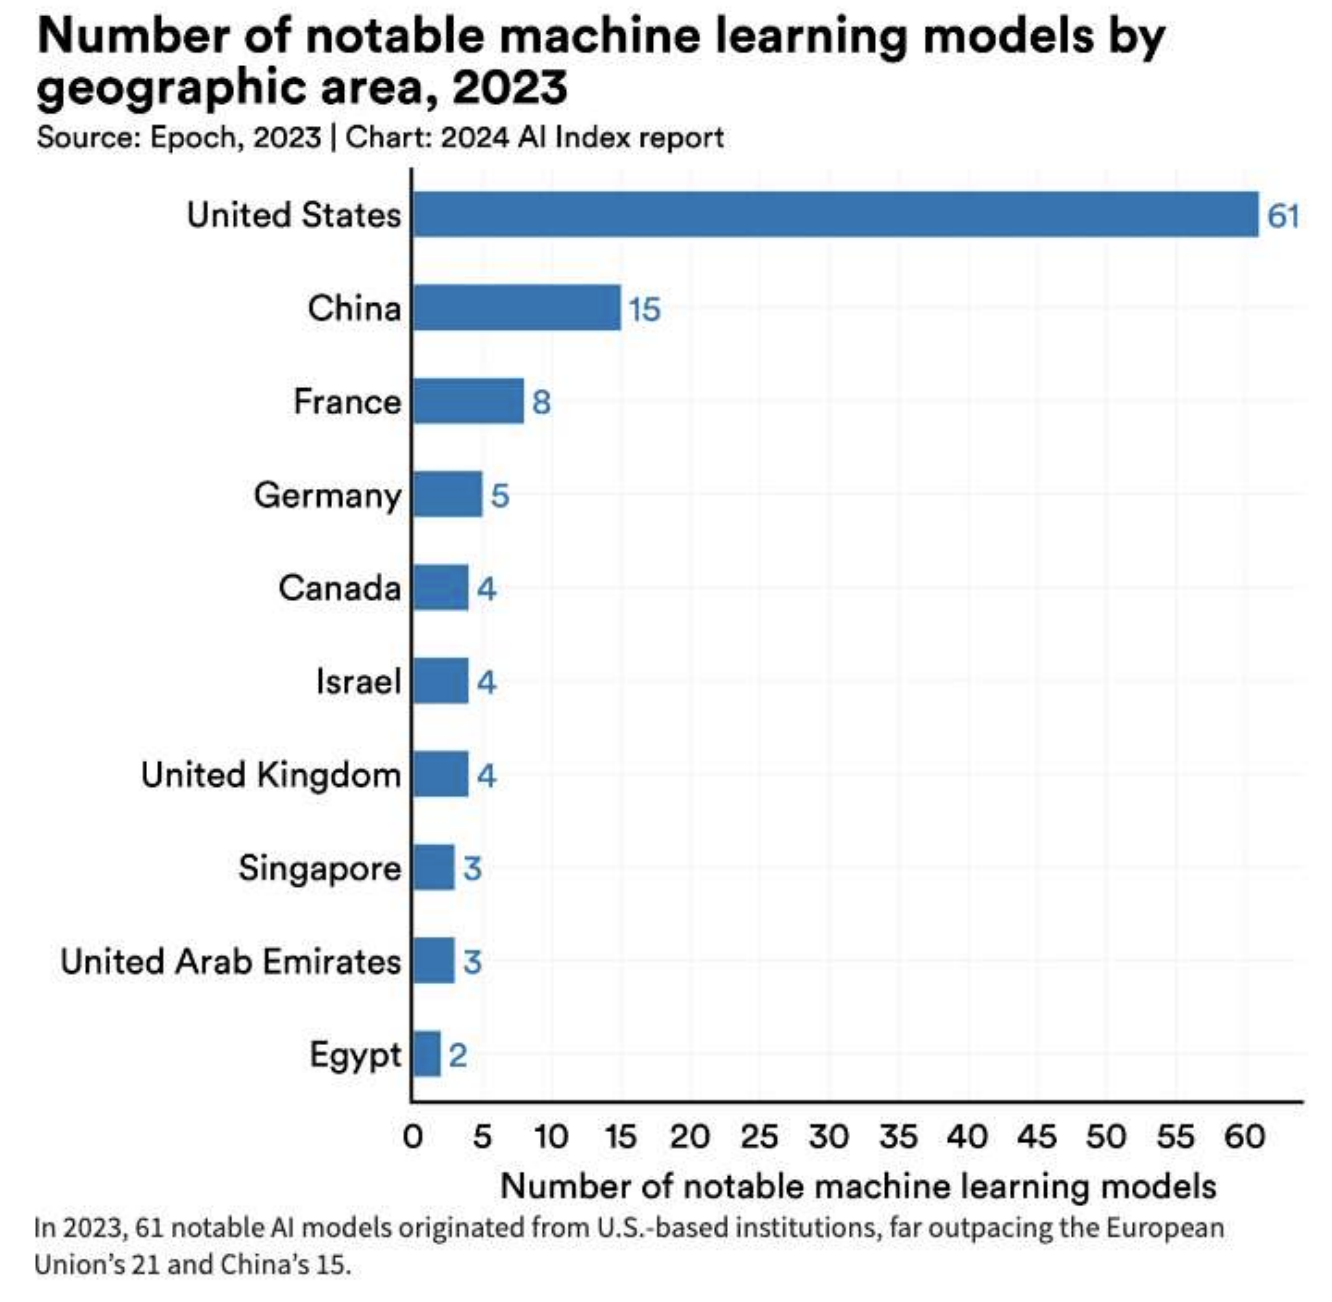 Number of notable machine learning models by
geographic area, 2023
Source: Epoch, 2023 | Chart: 2024 AI Index report
United States 61
China 15
France 8
Germany 5
Canada 4
Israel 4
United Kingdom 4
Singapore 3
United Arab Emirates 3
Egypt 2
0 5 10 15 20 25 30 35 40 45 50 55 60
Number of notable machine learning models
In 2023, 61 notable AI models originated from U.S.-based institutions, far outpacing the European
Union’s 21 and China’s 15.